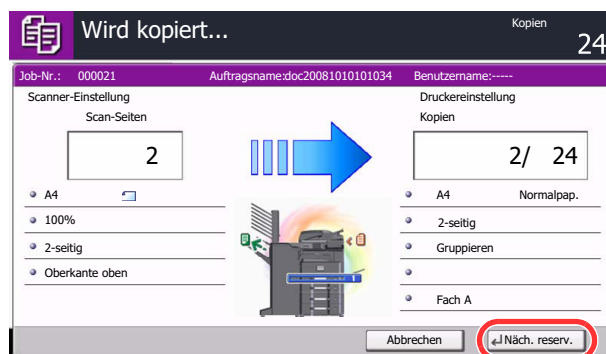 Wird kopiert...
Kopien
24
Job-Nr.: 000021 Auftragsname:doc20081010101034 Benutzername:-----
Scanner-Einstellung
Scan-Seiten
2
A4
100%
2-seitig
Oberkante oben
Druckereinstellung
Kopien
2/ 24
A4 Normalpap.
2-seitig
Gruppieren
Fach A
Abbrechen
Näch. reserv.